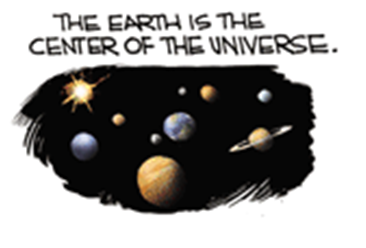 THE EARTH IS THE
CENTER OF THE UNIVERSE.